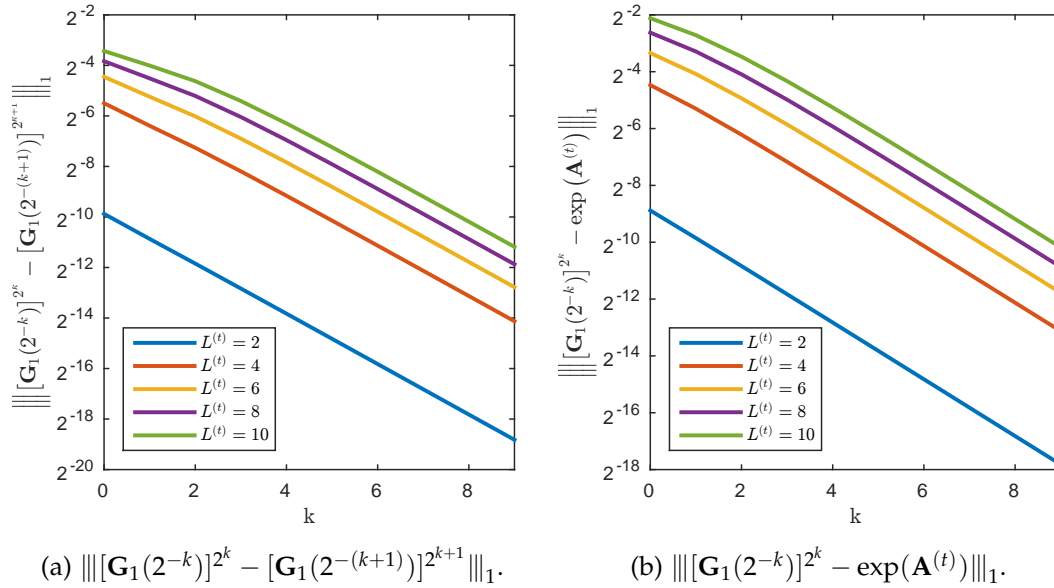 2^-2
2^-4
2^-6
2^-8
2^-10
2^-12
2^-14
2^-16
2^-18
2^-20
⦀[G₁(2^{-k})]^{2^k} − [G₁(2^{-(k+1)})]^{2^{k+1}}⦀₁
L^(t) = 2
L^(t) = 4
L^(t) = 6
L^(t) = 8
L^(t) = 10
0 2 4 6 8
k
(a) ⦀[G₁(2^{-k})]^{2^k} − [G₁(2^{-(k+1)})]^{2^{k+1}}⦀₁.
2^-2
2^-4
2^-6
2^-8
2^-10
2^-12
2^-14
2^-16
2^-18
⦀[G₁(2^{-k})]^{2^k} − exp(A^(t))⦀₁
L^(t) = 2
L^(t) = 4
L^(t) = 6
L^(t) = 8
L^(t) = 10
0 2 4 6 8
k
(b) ⦀[G₁(2^{-k})]^{2^k} − exp(A^(t))⦀₁.